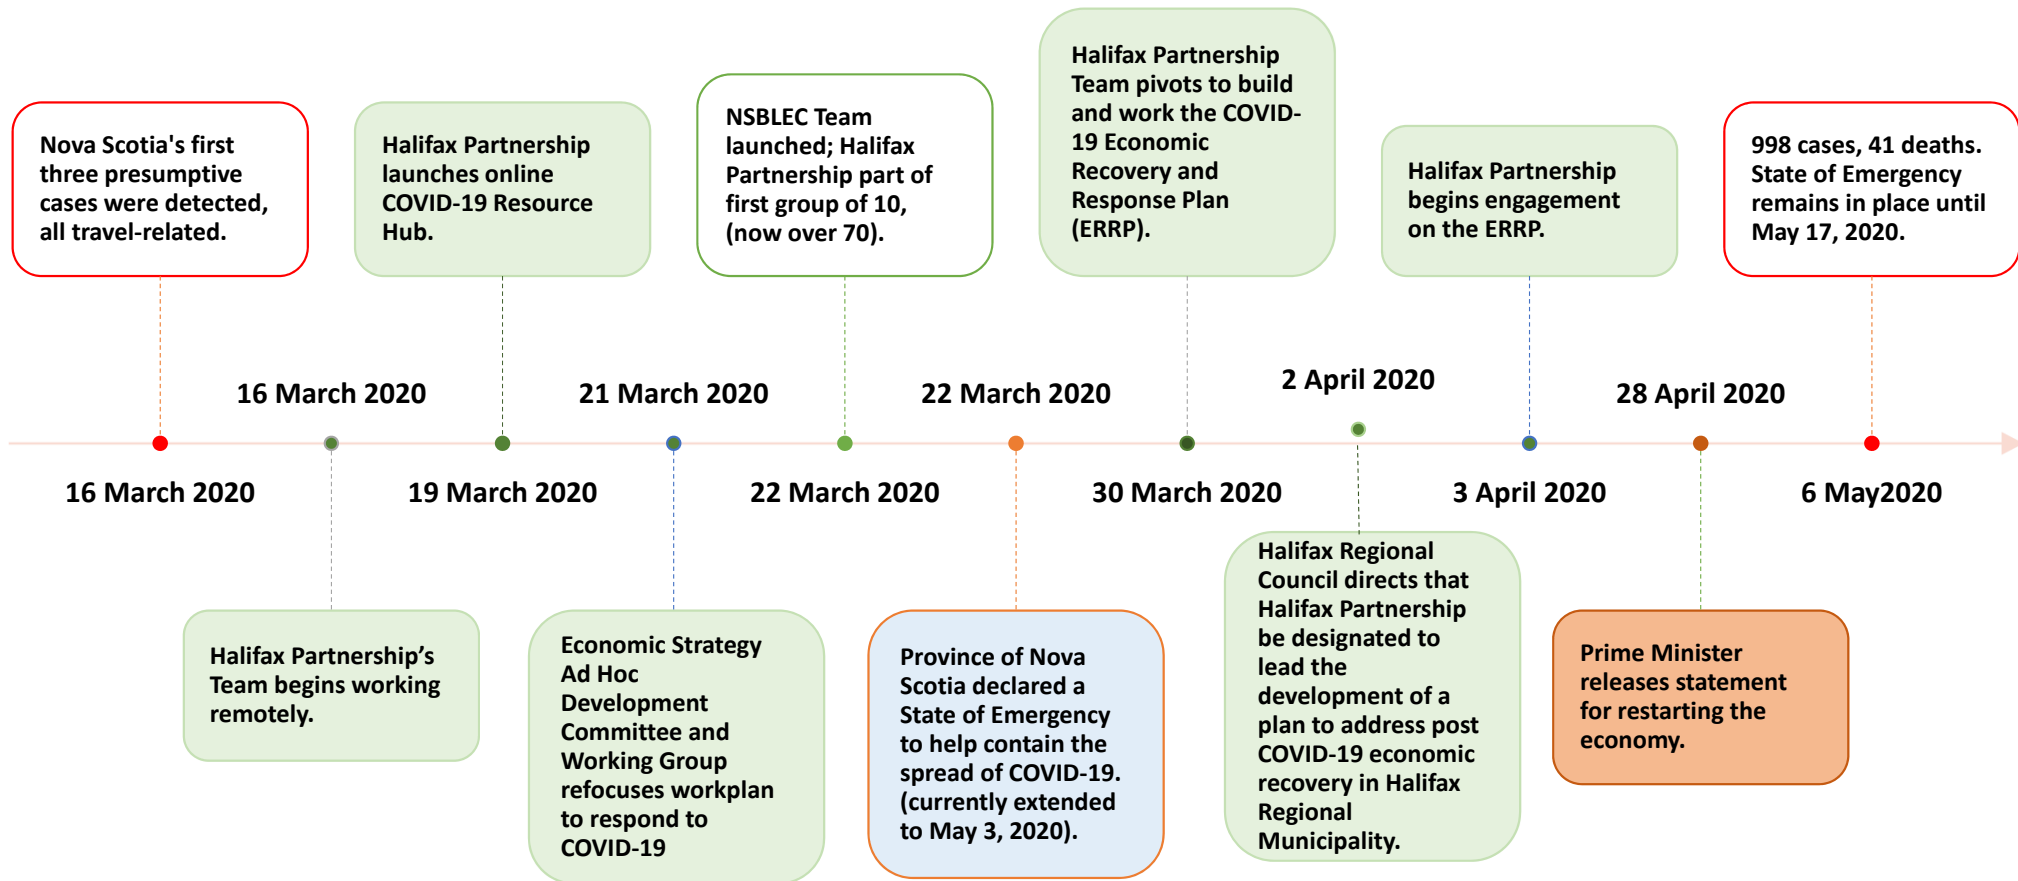 Nova Scotia's first
three presumptive
cases were detected,
all travel-related.
Halifax Partnership
launches online
COVID-19 Resource
Hub.
NSBLEC Team
launched; Halifax
Partnership part of
first group of 10,
(now over 70).
Halifax Partnership
Team pivots to build
and work the COVID-
19 Economic
Recovery and
Response Plan
(ERRP).
Halifax Partnership
begins engagement
on the ERRP.
998 cases, 41 deaths.
State of Emergency
remains in place until
May 17, 2020.
16 March 2020
21 March 2020
22 March 2020
2 April 2020
28 April 2020
16 March 2020
19 March 2020
22 March 2020
30 March 2020
3 April 2020
6 May2020
Halifax Partnership’s
Team begins working
remotely.
Economic Strategy
Ad Hoc
Development
Committee and
Working Group
refocuses workplan
to respond to
COVID-19
Province of Nova
Scotia declared a
State of Emergency
to help contain the
spread of COVID-19.
(currently extended
to May 3, 2020).
Halifax Regional
Council directs that
Halifax Partnership
be designated to
lead the
development of a
plan to address post
COVID-19 economic
recovery in Halifax
Regional
Municipality.
Prime Minister
releases statement
for restarting the
economy.